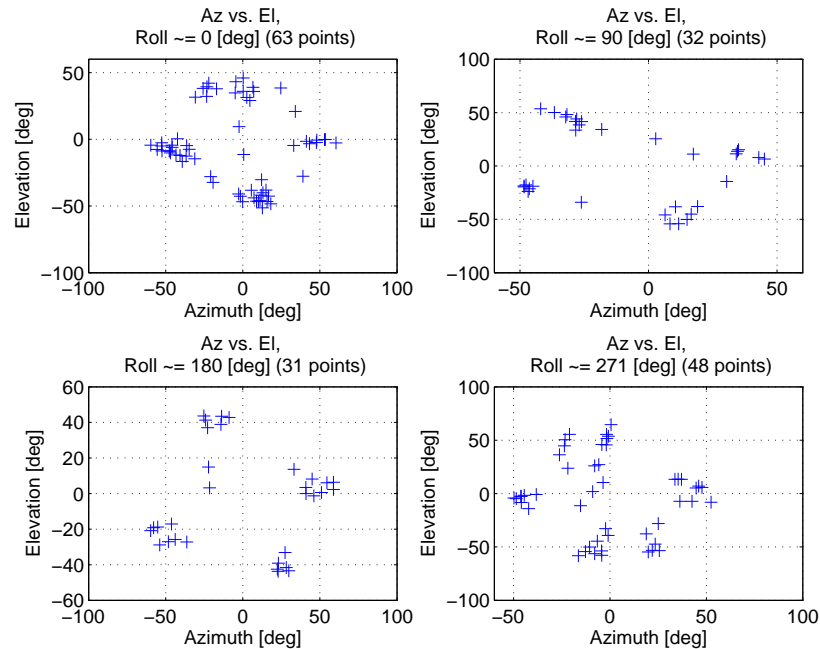 Az vs. El,
Roll ~= 0 [deg] (63 points)
Elevation [deg]
50
0
−50
−100
−100 −50 0 50 100
Azimuth [deg]
Az vs. El,
Roll ~= 90 [deg] (32 points)
Elevation [deg]
100
50
0
−50
−100
−50 0 50
Azimuth [deg]
Az vs. El,
Roll ~= 180 [deg] (31 points)
Elevation [deg]
60
40
20
0
−20
−40
−60
−100 −50 0 50 100
Azimuth [deg]
Az vs. El,
Roll ~= 271 [deg] (48 points)
Elevation [deg]
100
50
0
−50
−100
−50 0 50 100
Azimuth [deg]